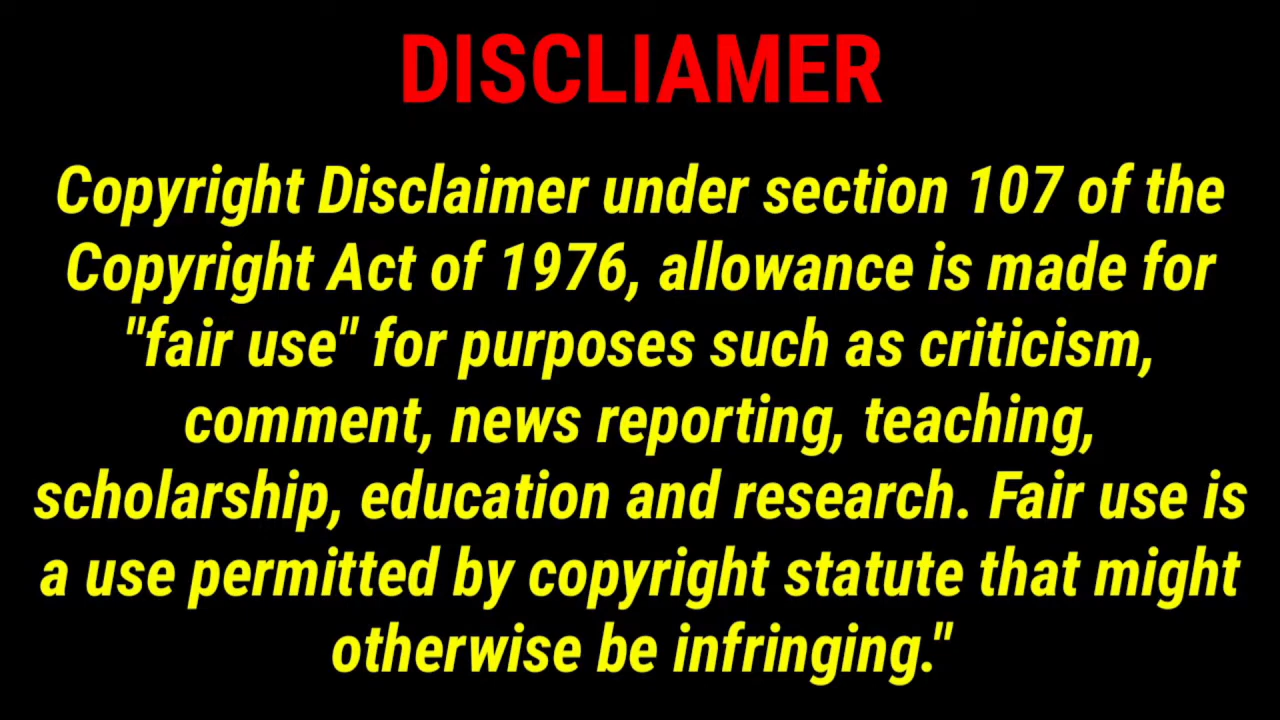 DISCLIAMER
Copyright Disclaimer under section 107 of the
Copyright Act of 1976, allowance is made for
"fair use" for purposes such as criticism,
comment, news reporting, teaching,
scholarship, education and research. Fair use is
a use permitted by copyright statute that might
otherwise be infringing."